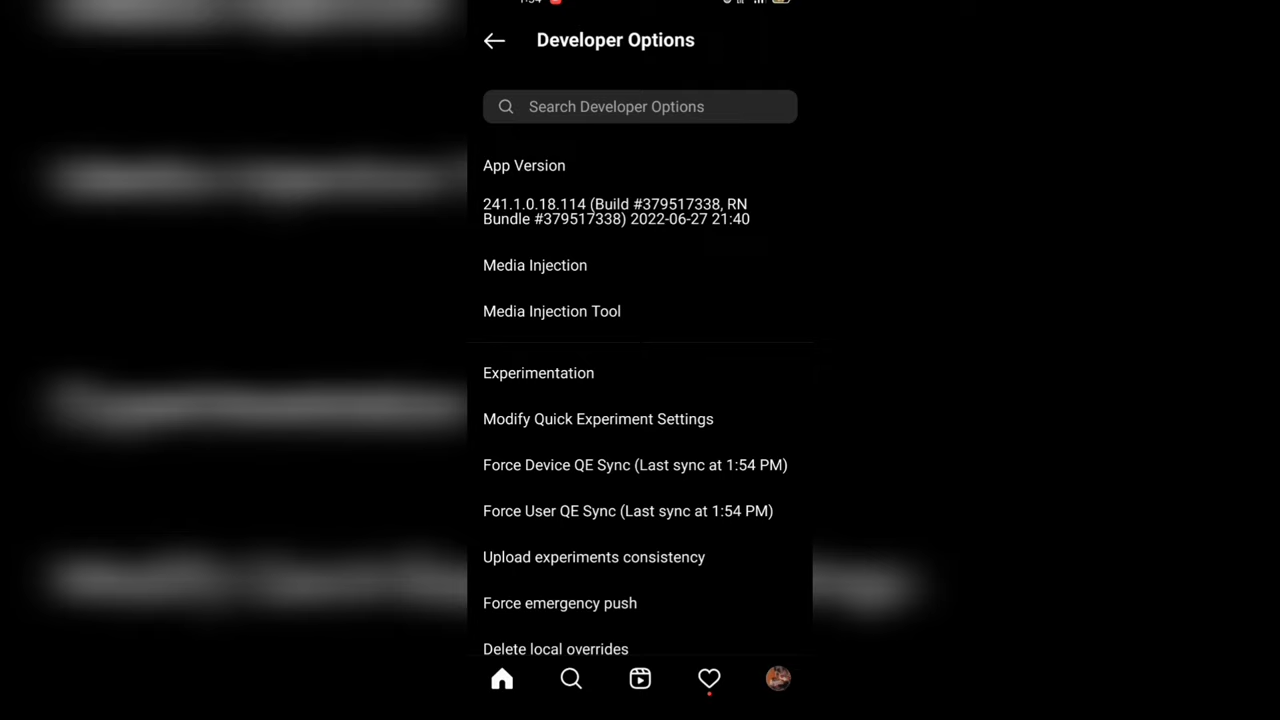 Developer Options
Search Developer Options
App Version
241.1.0.18.114 (Build #379517338, RN
Bundle #379517338) 2022-06-27 21:40
Media Injection
Media Injection Tool
Experimentation
Modify Quick Experiment Settings
Force Device QE Sync (Last sync at 1:54 PM)
Force User QE Sync (Last sync at 1:54 PM)
Upload experiments consistency
Force emergency push
Delete local overrides